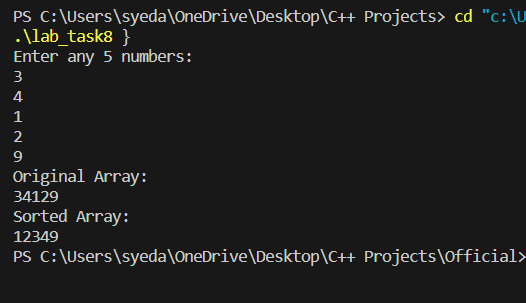 PS C:\Users\syeda\OneDrive\Desktop\C++ Projects> cd "c:\U
.\lab_task8 }
Enter any 5 numbers:
3
4
1
2
9
Original Array:
34129
Sorted Array:
12349
PS C:\Users\syeda\OneDrive\Desktop\C++ Projects\Official>